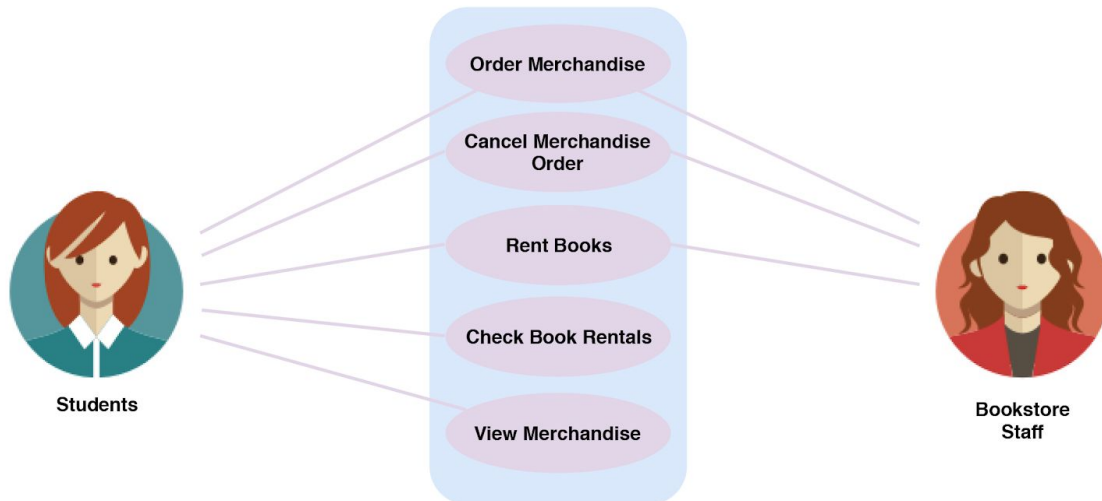 Order Merchandise
Cancel Merchandise
Order
Rent Books
Check Book Rentals
View Merchandise
Students
Bookstore
Staff